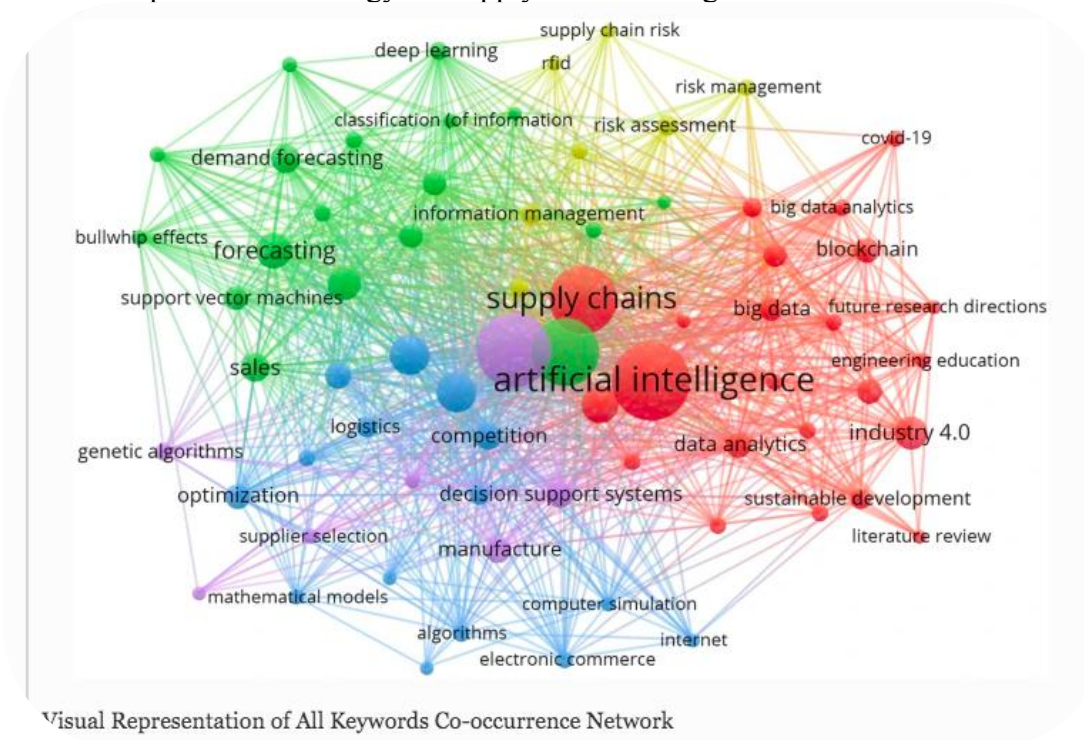 supply chain risk
deep learning
rfid
risk management
classification (of information
risk assessment
covid-19
demand forecasting
information management
big data analytics
bullwhip effects
forecasting
blockchain
support vector machines
supply chains
big data
future research directions
sales
artificial intelligence
engineering education
logistics
competition
data analytics
industry 4.0
genetic algorithms
optimization
decision support systems
sustainable development
supplier selection
manufacture
literature review
mathematical models
computer simulation
algorithms
internet
electronic commerce
Visual Representation of All Keywords Co-occurrence Network